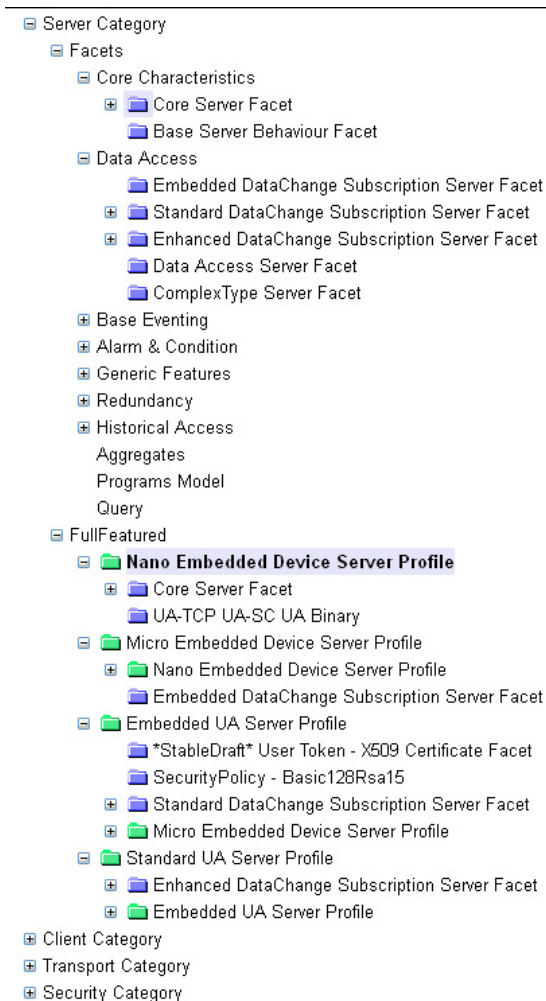 Server Category
Facets
Core Characteristics
Core Server Facet
Base Server Behaviour Facet
Data Access
Embedded DataChange Subscription Server Facet
Standard DataChange Subscription Server Facet
Enhanced DataChange Subscription Server Facet
Data Access Server Facet
ComplexType Server Facet
Base Eventing
Alarm & Condition
Generic Features
Redundancy
Historical Access
Aggregates
Programs Model
Query
FullFeatured
Nano Embedded Device Server Profile
Core Server Facet
UA-TCP UA-SC UA Binary
Micro Embedded Device Server Profile
Nano Embedded Device Server Profile
Embedded DataChange Subscription Server Facet
Embedded UA Server Profile
*StableDraft* User Token - X509 Certificate Facet
SecurityPolicy - Basic128Rsa15
Standard DataChange Subscription Server Facet
Micro Embedded Device Server Profile
Standard UA Server Profile
Enhanced DataChange Subscription Server Facet
Embedded UA Server Profile
Client Category
Transport Category
Security Category